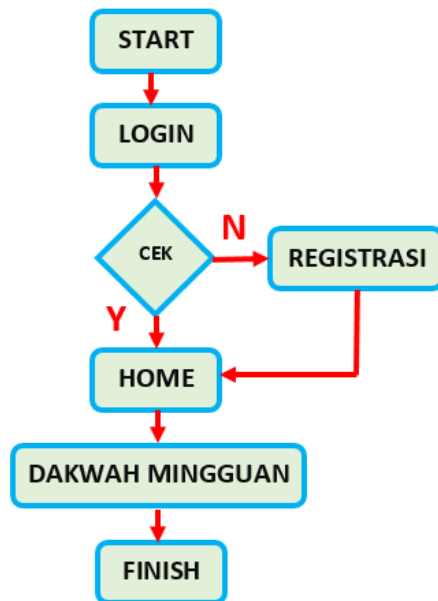 START
LOGIN
CEK
N
REGISTRASI
Y
HOME
DAKWAH MINGGUAN
FINISH